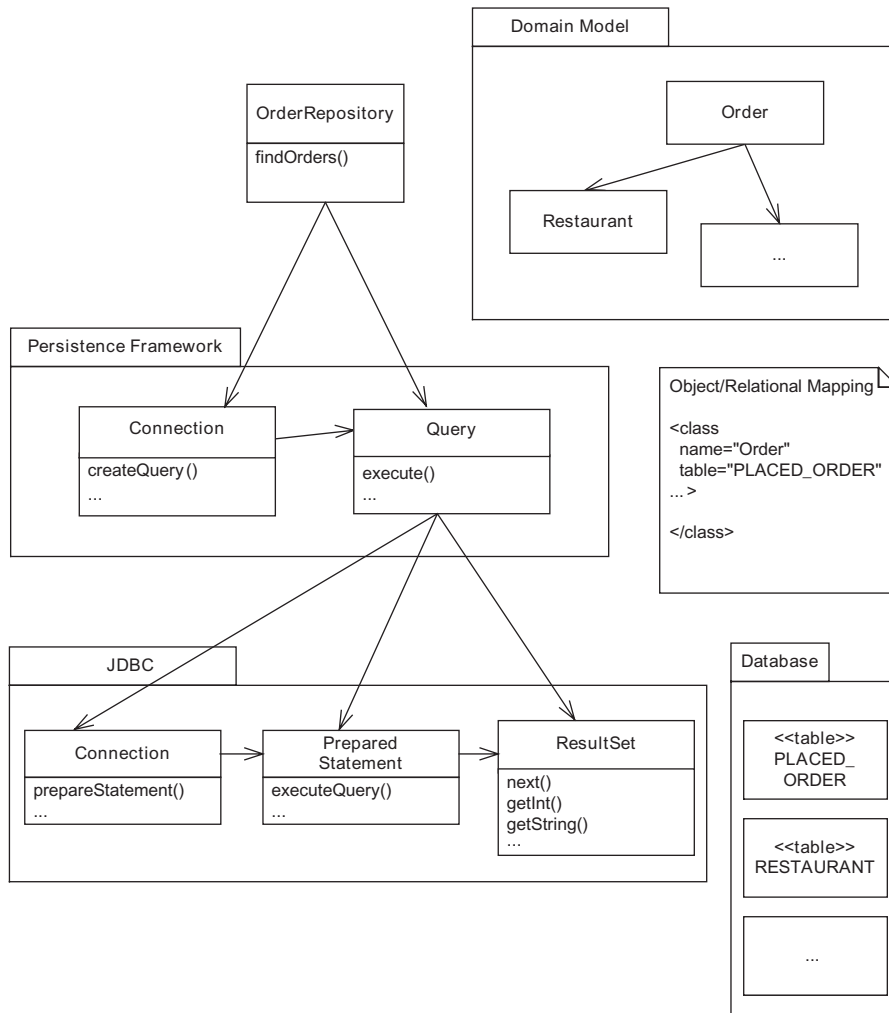 Domain Model
Order
Restaurant
...
OrderRepository
findOrders()
Persistence Framework
Connection
createQuery()
...
Query
execute()
...
Object/Relational Mapping
<class
name="Order"
table="PLACED_ORDER"
... >
</class>
JDBC
Connection
prepareStatement()
...
Prepared
Statement
executeQuery()
...
ResultSet
next()
getInt()
getString()
...
Database
<<table>>
PLACED_
ORDER
<<table>>
RESTAURANT
...